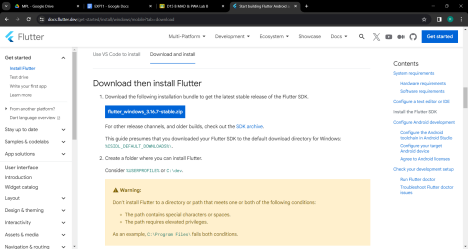 MPL - Google Drive
EXP11 - Google Docs
D15 B MAD & PWA Lab B
Start building Flutter Android a
docs.flutter.dev/get-started/install/windows/mobile?tab=download
Flutter
Multi-Platform
Development
Ecosystem
Showcase
Docs
Get started
Get started
Install Flutter
Test drive
Write your first app
Learn more
From another platform?
Dart language overview
Stay up to date
Samples & codelabs
App solutions
User interface
Introduction
Widget catalog
Layout
Design & theming
Interactivity
Assets & media
Navigation & routing
Use VS Code to install
Download and install
Download then install Flutter
1. Download the following installation bundle to get the latest stable release of the Flutter SDK.
flutter_windows_3.16.7-stable.zip
For other release channels, and older builds, check out the SDK archive.
This guide presumes that you downloaded your Flutter SDK to the default download directory for Windows:
%CSIDL_DEFAULT_DOWNLOADS%.
2. Create a folder where you can install Flutter.
Consider %USERPROFILE% or C:\dev.
Warning:
Don't install Flutter to a directory or path that meets one or both of the following conditions:
• The path contains special characters or spaces.
• The path requires elevated privileges.
As an example, C:\Program Files\ fails both conditions.
Contents
System requirements
Hardware requirements
Software requirements
Configure a text editor or IDE
Install the Flutter SDK
Configure Android development
Configure the Android
toolchain in Android Studio
Configure your target
Android device
Agree to Android licenses
Check your development setup
Run Flutter doctor
Troubleshoot Flutter doctor
issues